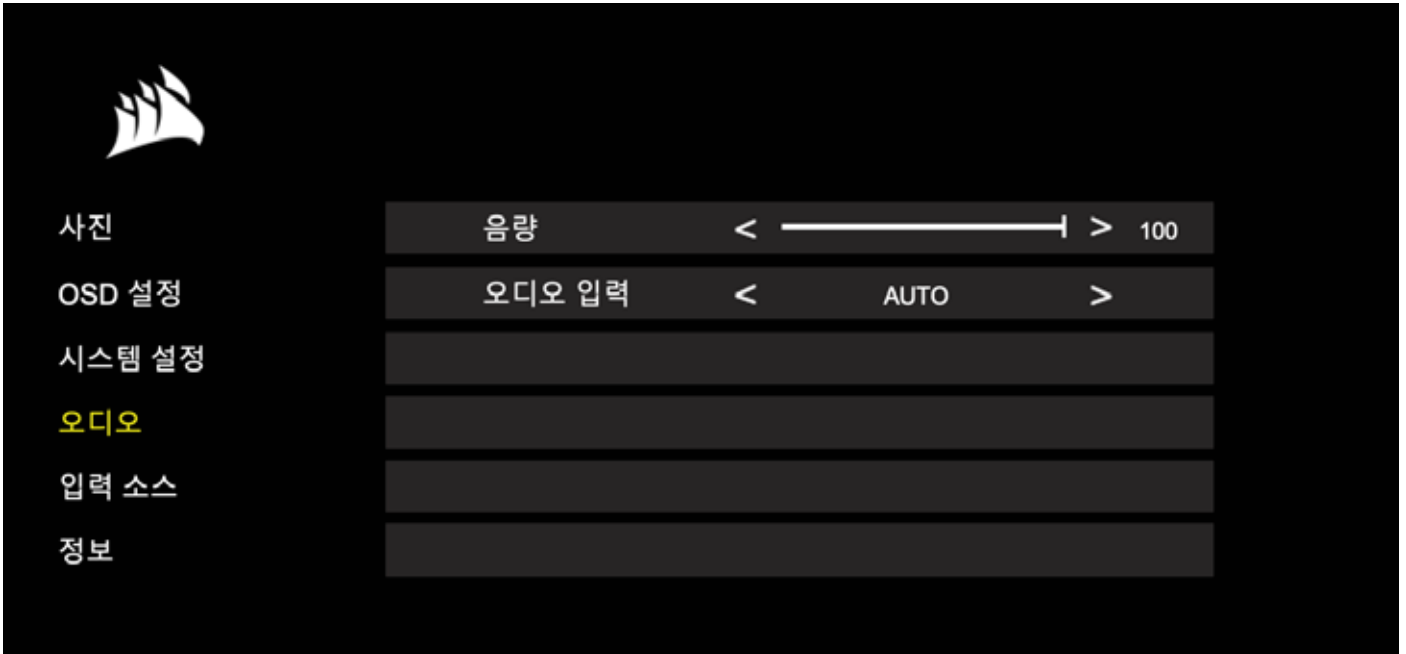 사진
음량 < > 100
OSD 설정
오디오 입력 < AUTO >
시스템 설정
오디오
입력 소스
정보